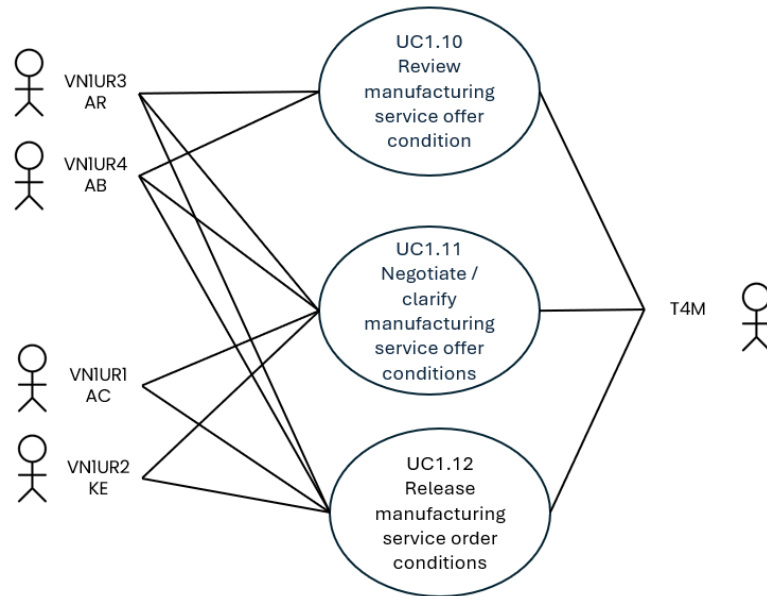 VN1UR3
AR
VN1UR4
AB
VN1UR1
AC
VN1UR2
KE
UC1.10
Review
manufacturing
service offer
condition
UC1.11
Negotiate /
clarify
manufacturing
service offer
conditions
UC1.12
Release
manufacturing
service order
conditions
T4M